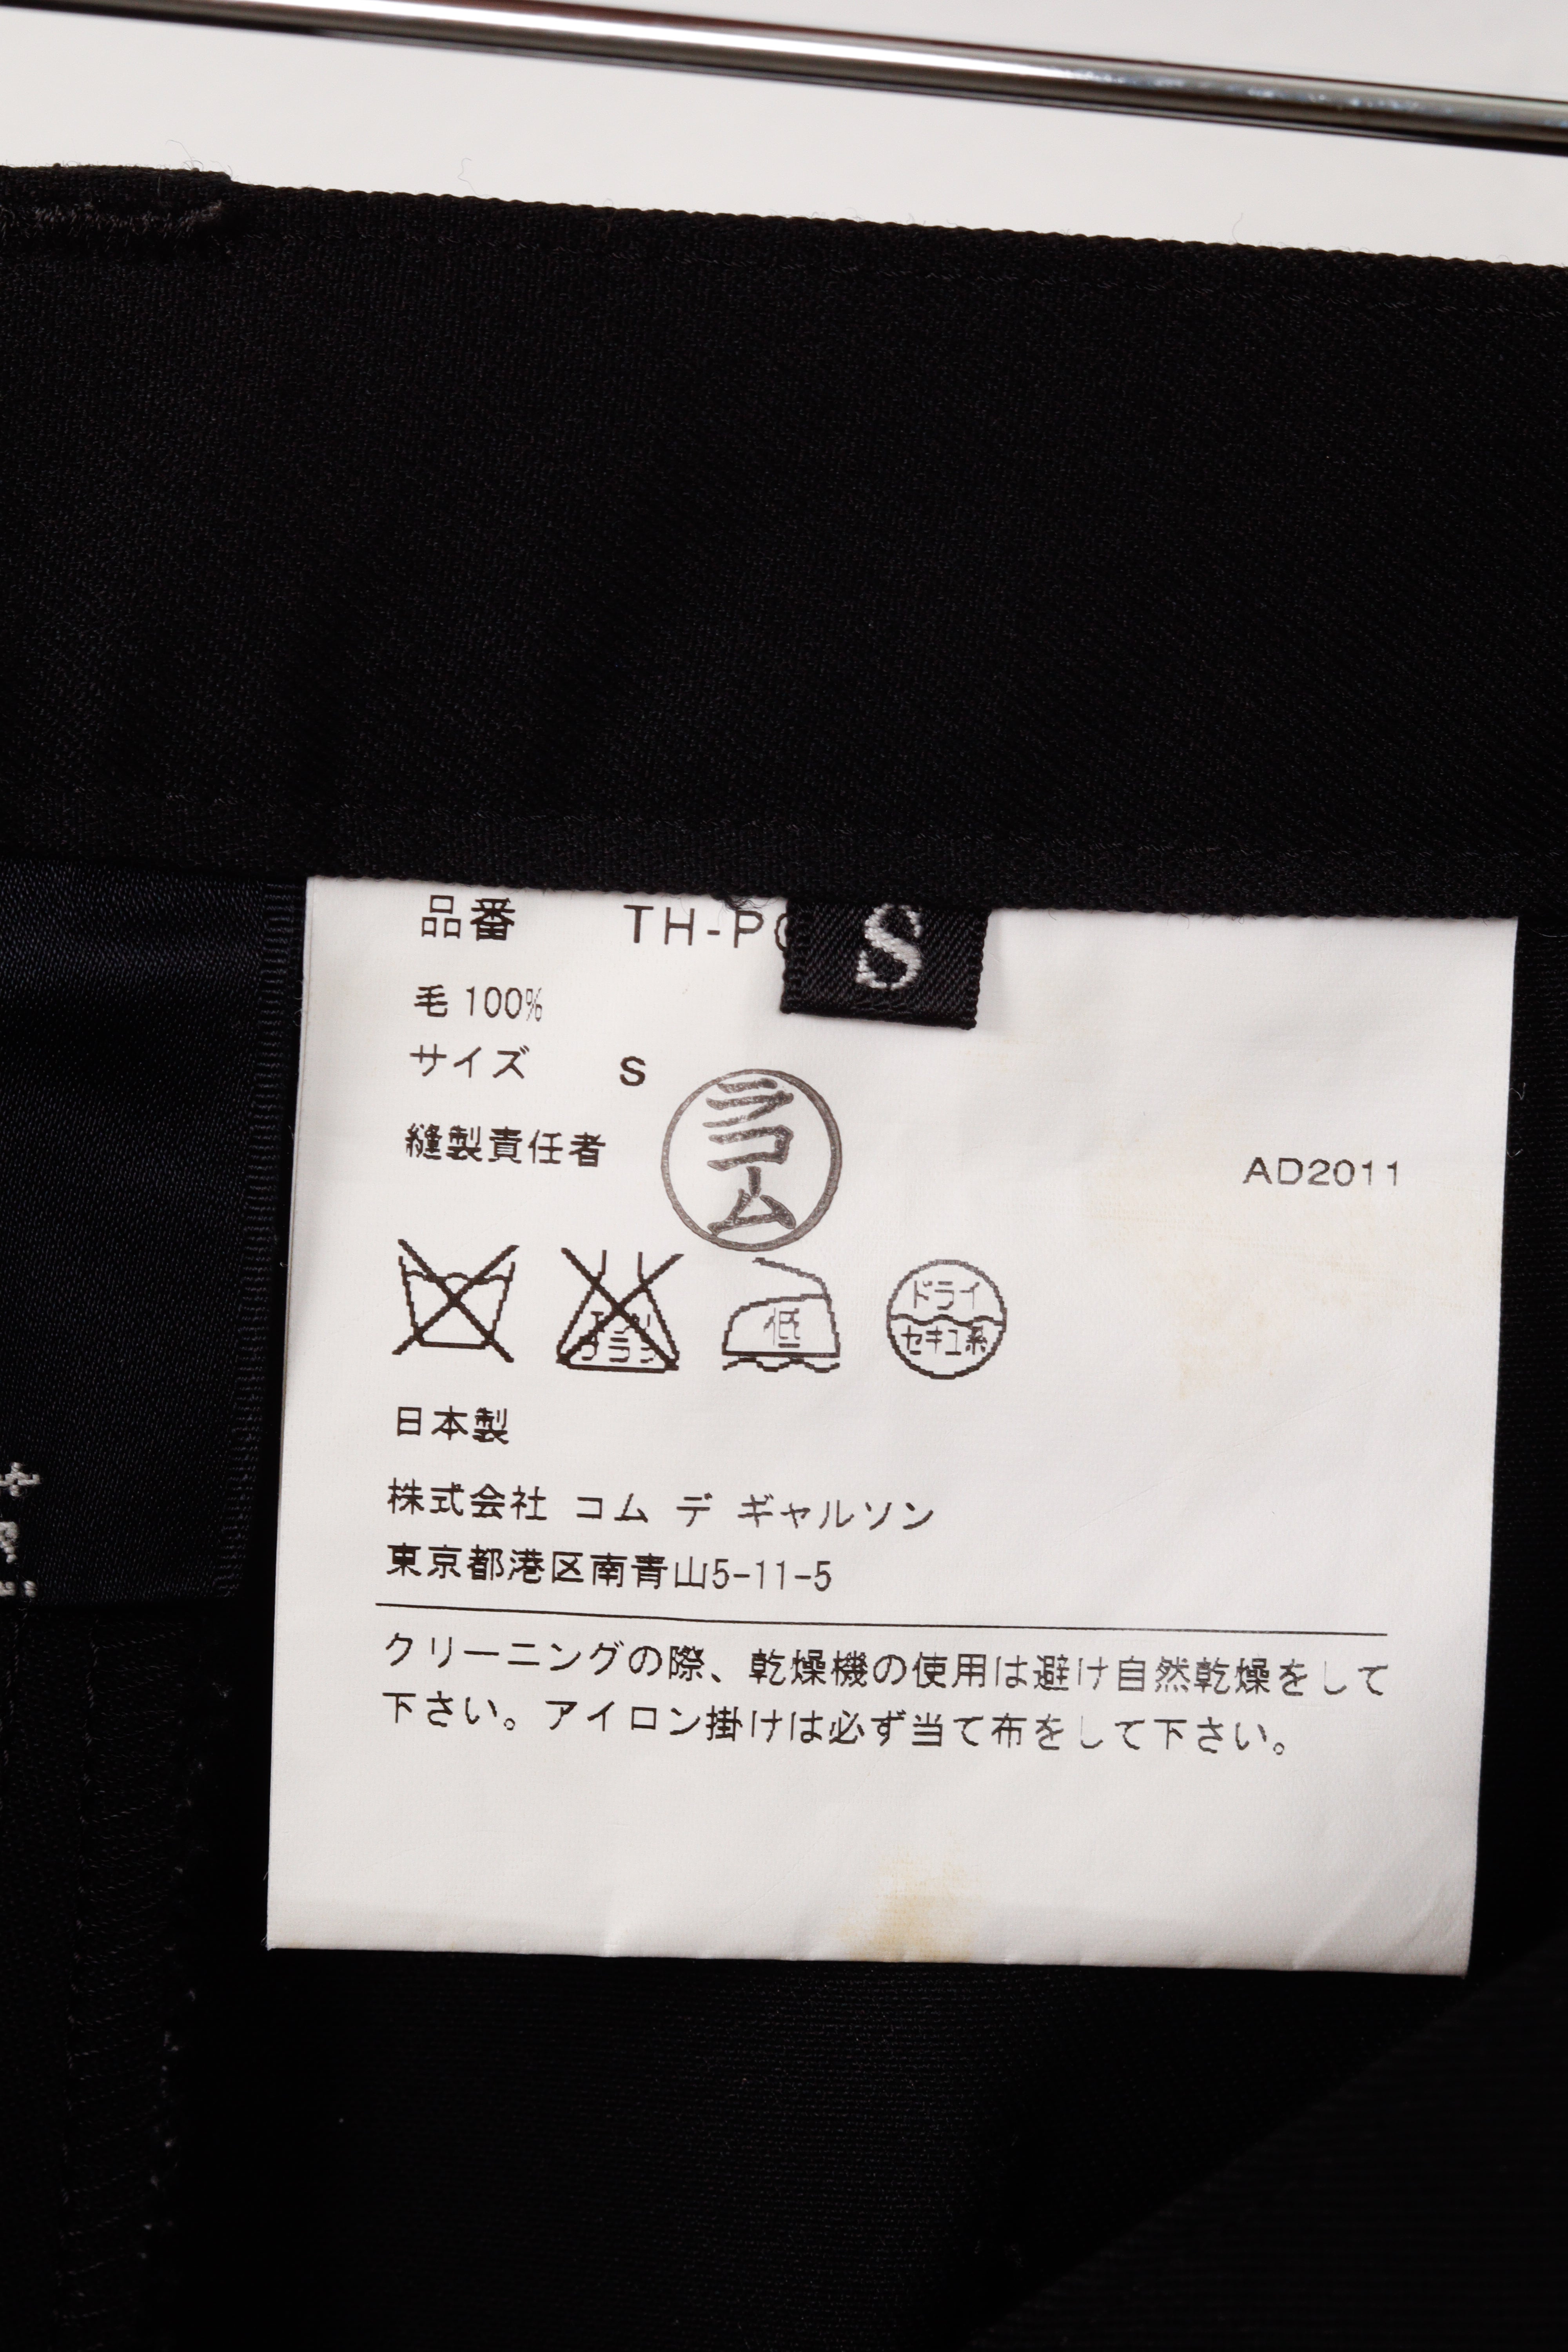 品番 TH-P
S
毛 100%
サイズ S
縫製責任者
コム
AD2011
低
ドライ
セキユ系
日本製
株式会社 コム デ ギャルソン
東京都港区南青山5-11-5
クリーニングの際、乾燥機の使用は避け自然乾燥をして
下さい。アイロン掛けは必ず当て布をして下さい。